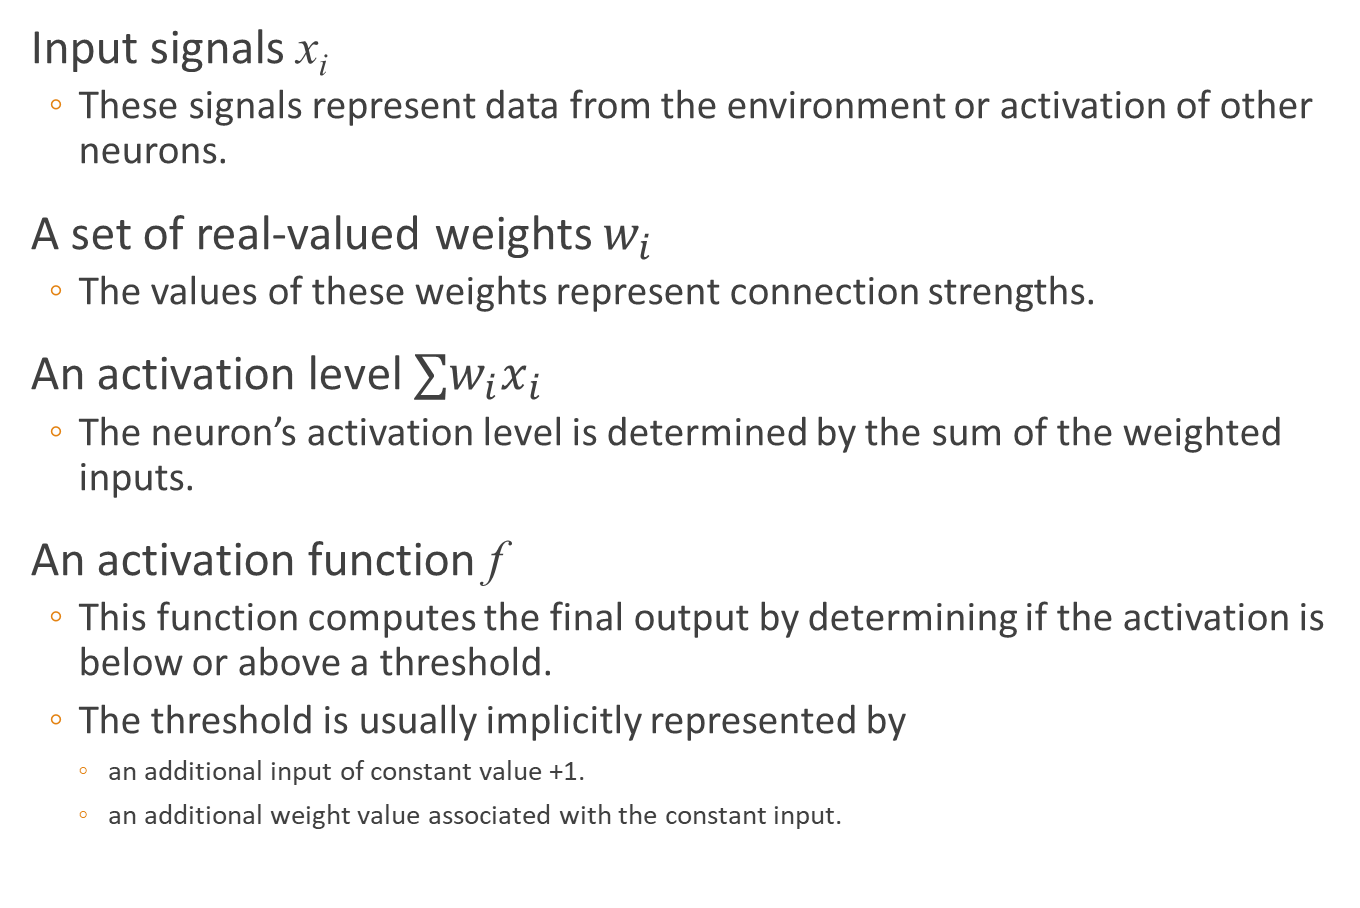 Input signals xᵢ
◦ These signals represent data from the environment or activation of other
neurons.
A set of real-valued weights wᵢ
◦ The values of these weights represent connection strengths.
An activation level ∑wᵢxᵢ
◦ The neuron’s activation level is determined by the sum of the weighted
inputs.
An activation function f
◦ This function computes the final output by determining if the activation is
below or above a threshold.
◦ The threshold is usually implicitly represented by
◦ an additional input of constant value +1.
◦ an additional weight value associated with the constant input.